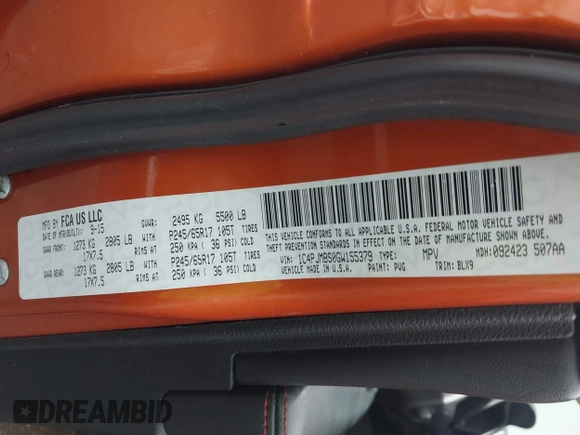 MFD BY FCA US LLC
DATE OF MFR(BUILT): 9-15 GVWR: 2495 KG 5500 LB
GAWR FRONT: 1273 KG 2805 LB WITH P245/65R17 105T TIRES
17X7.5 RIMS AT 250 KPA ( 36 PSI) COLD
GAWR REAR: 1273 KG 2805 LB WITH P245/65R17 105T TIRES
17X7.5 RIMS AT 250 KPA ( 36 PSI) COLD
THIS VEHICLE CONFORMS TO ALL APPLICABLE U.S.A. FEDERAL MOTOR VEHICLE SAFETY AND
THEFT PREVENTION STANDARDS IN EFFECT ON THE DATE OF MANUFACTURE SHOWN ABOVE.
VIN: 1C4PJMBS0GW155379 TYPE: MPV MDH: 092423 507AA
VEHICLE MADE IN U.S.A. PAINT: PVG TRIM: BLX9
DREAMBID